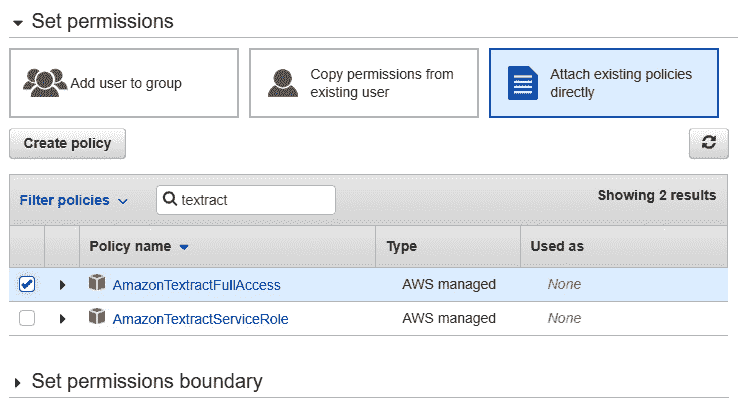 Set permissions
Add user to group
Copy permissions from
existing user
Attach existing policies
directly
Create policy
Filter policies textract Showing 2 results
Policy name Type Used as
AmazonTextractFullAccess AWS managed None
AmazonTextractServiceRole AWS managed None
Set permissions boundary